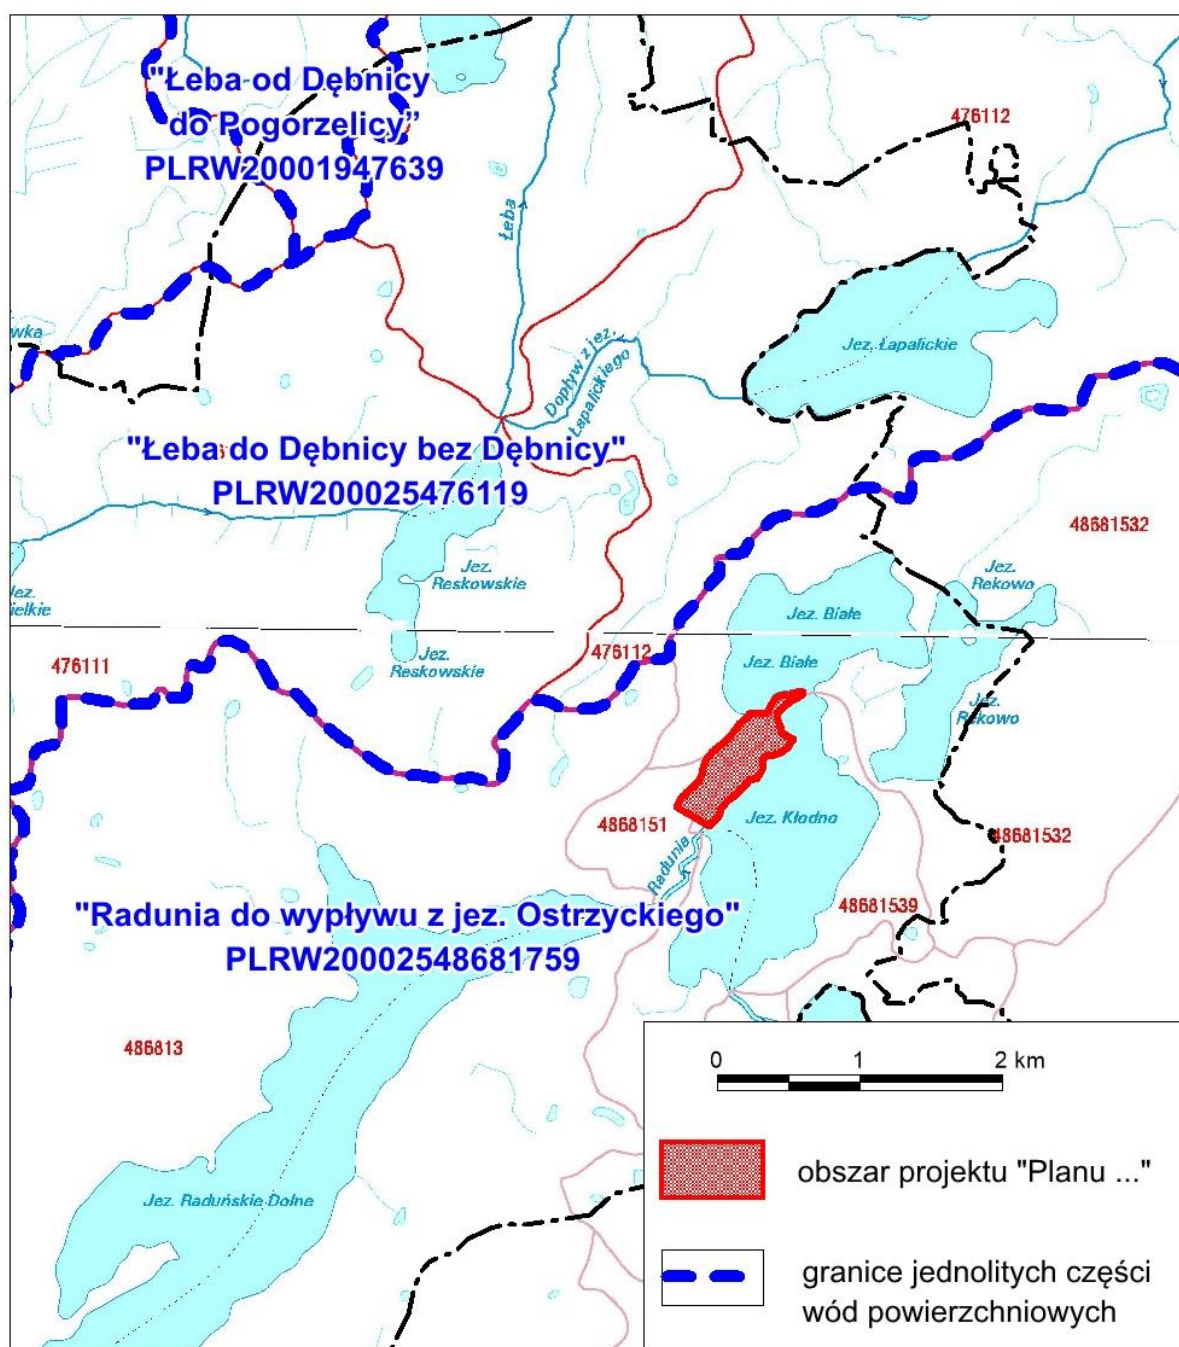 "Łeba od Dębnicy
do Pogorzelicy”
PLRW20001947639
476112
Łeba
wka
Jez. Łapalickie
Dopływ z jez.
Łapalickiego
"Łeba do Dębnicy bez Dębnicy"
PLRW200025476119
48681532
Jez.
Reskowskie
Jez.
Rekowo
Jez.
ielkie
Jez. Białe
476111
Jez.
Reskowskie
476112
Jez. Białe
Jez.
Rekowo
4868151
Jez. Kłodno
48681532
Radunia
48681539
"Radunia do wypływu z jez. Ostrzyckiego"
PLRW20002548681759
486813
Jez. Raduńskie Dolne
0 1 2 km
obszar projektu "Planu ..."
granice jednolitych części
wód powierzchniowych